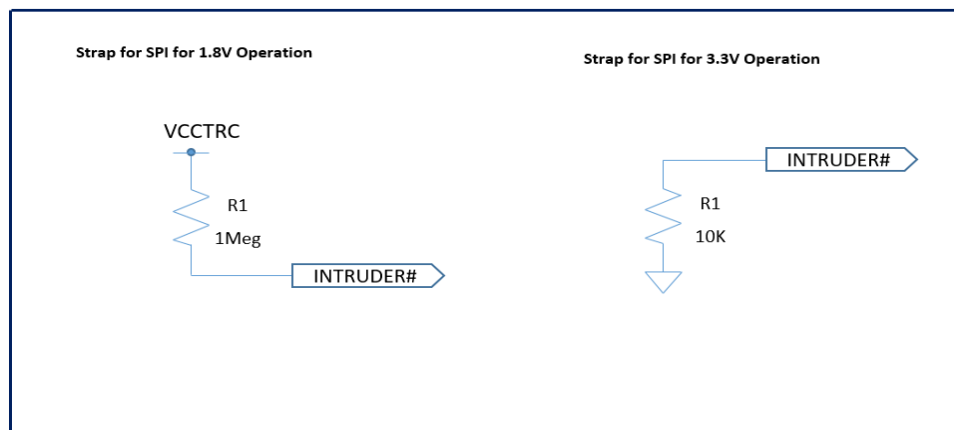 Strap for SPI for 1.8V Operation
Strap for SPI for 3.3V Operation
VCCTRC
R1
1Meg
INTRUDER#
INTRUDER#
R1
10K